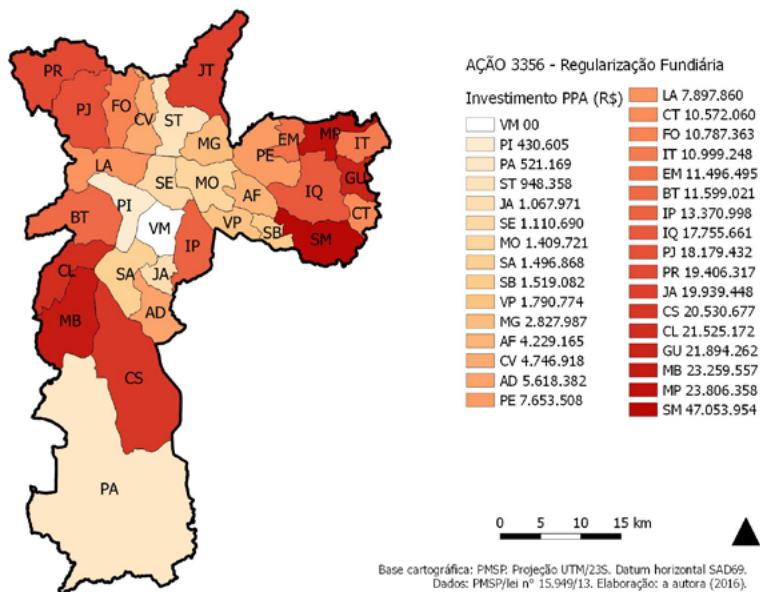 AÇÃO 3356 - Regularização Fundiária
Investimento PPA (R$)
VM 00
PI 430.605
PA 521.169
ST 948.358
JA 1.067.971
SE 1.110.690
MO 1.409.721
SA 1.496.868
SB 1.519.082
VP 1.790.774
MG 2.827.987
AF 4.229.165
CV 4.746.918
AD 5.618.382
PE 7.653.508
LA 7.897.860
CT 10.572.060
FO 10.787.363
IT 10.999.248
EM 11.496.495
BT 11.599.021
IP 13.370.998
IQ 17.755.661
PJ 18.179.432
PR 19.406.317
JA 19.939.448
CS 20.530.677
CL 21.525.172
GU 21.894.262
MB 23.259.557
MP 23.806.358
SM 47.053.954
PR
JT
PJ
FO
CV
ST
MG
EM
MP
IT
PE
LA
SE
MO
IQ
GU
AF
PI
BT
VM
VP
CT
SB
IP
SM
CL
SA
JA
MB
AD
CS
PA
0 5 10 15 km
Base cartográfica: PMSP. Projeção UTM/23S. Datum horizontal SAD69.
Dados: PMSP/lei nº 15.949/13. Elaboração: a autora (2016).